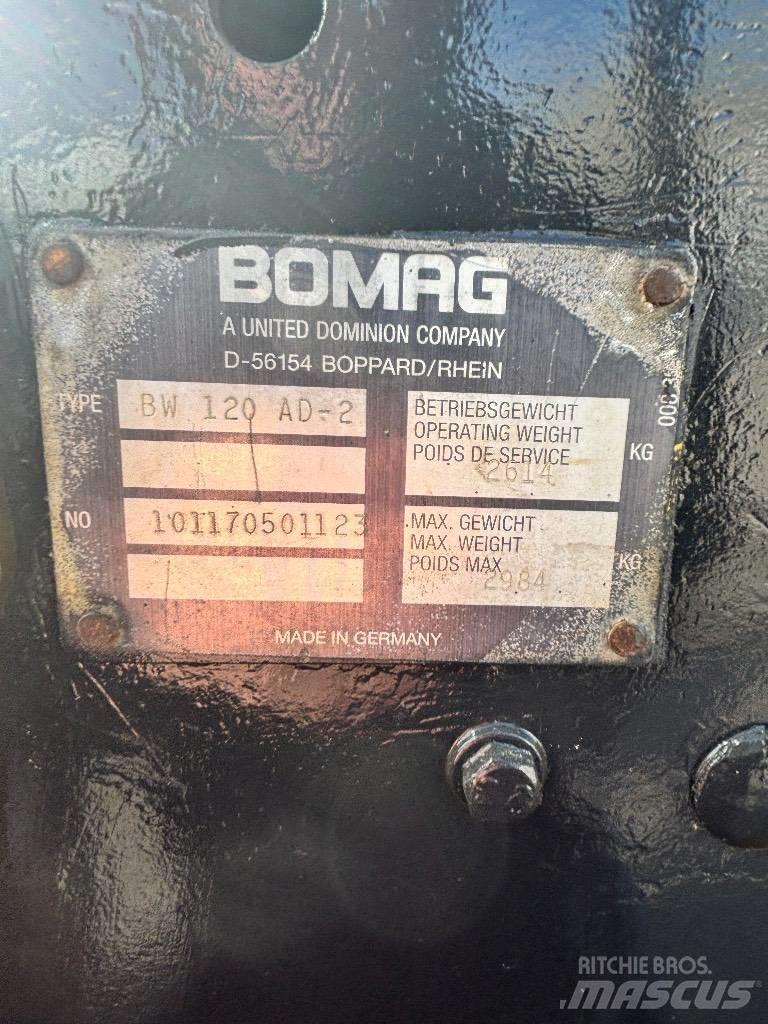 BOMAG
A UNITED DOMINION COMPANY
D-56154 BOPPARD/RHEIN
TYPE BW 120 AD-2
BETRIEBSGEWICHT
OPERATING WEIGHT
POIDS DE SERVICE
2614 KG
NO 101170501123
MAX. GEWICHT
MAX. WEIGHT
POIDS MAX
2984 KG
MADE IN GERMANY
RITCHIE BROS.
MASCUS